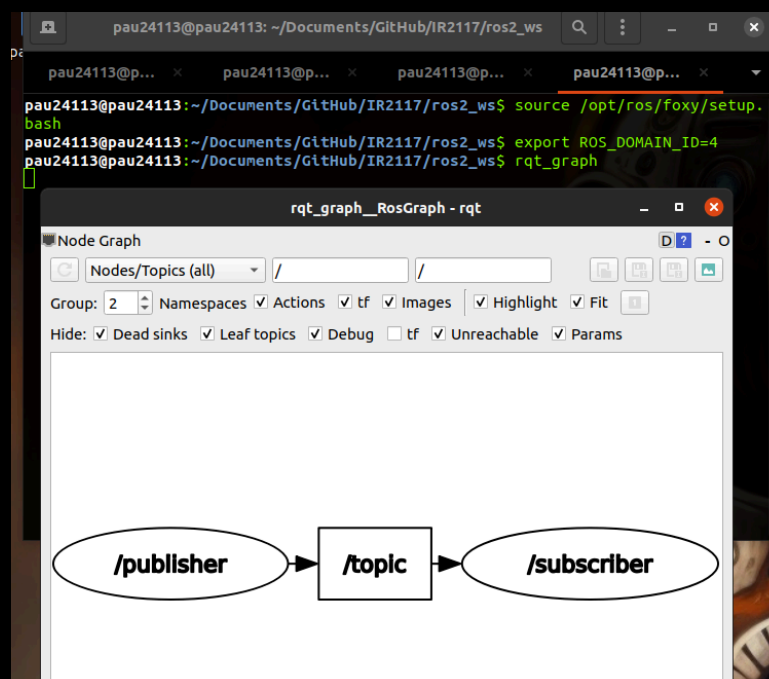 pau24113@pau24113: ~/Documents/GitHub/IR2117/ros2_ws
pau24113@p... pau24113@p... pau24113@p... pau24113@p...
pau24113@pau24113:~/Documents/GitHub/IR2117/ros2_ws$ source /opt/ros/foxy/setup.
bash
pau24113@pau24113:~/Documents/GitHub/IR2117/ros2_ws$ export ROS_DOMAIN_ID=4
pau24113@pau24113:~/Documents/GitHub/IR2117/ros2_ws$ rqt_graph
rqt_graph__RosGraph - rqt
Node Graph D ? - O
Nodes/Topics (all) / /
Group: 2 Namespaces Actions tf Images Highlight Fit
Hide: Dead sinks Leaf topics Debug tf Unreachable Params
/publisher /topic /subscriber